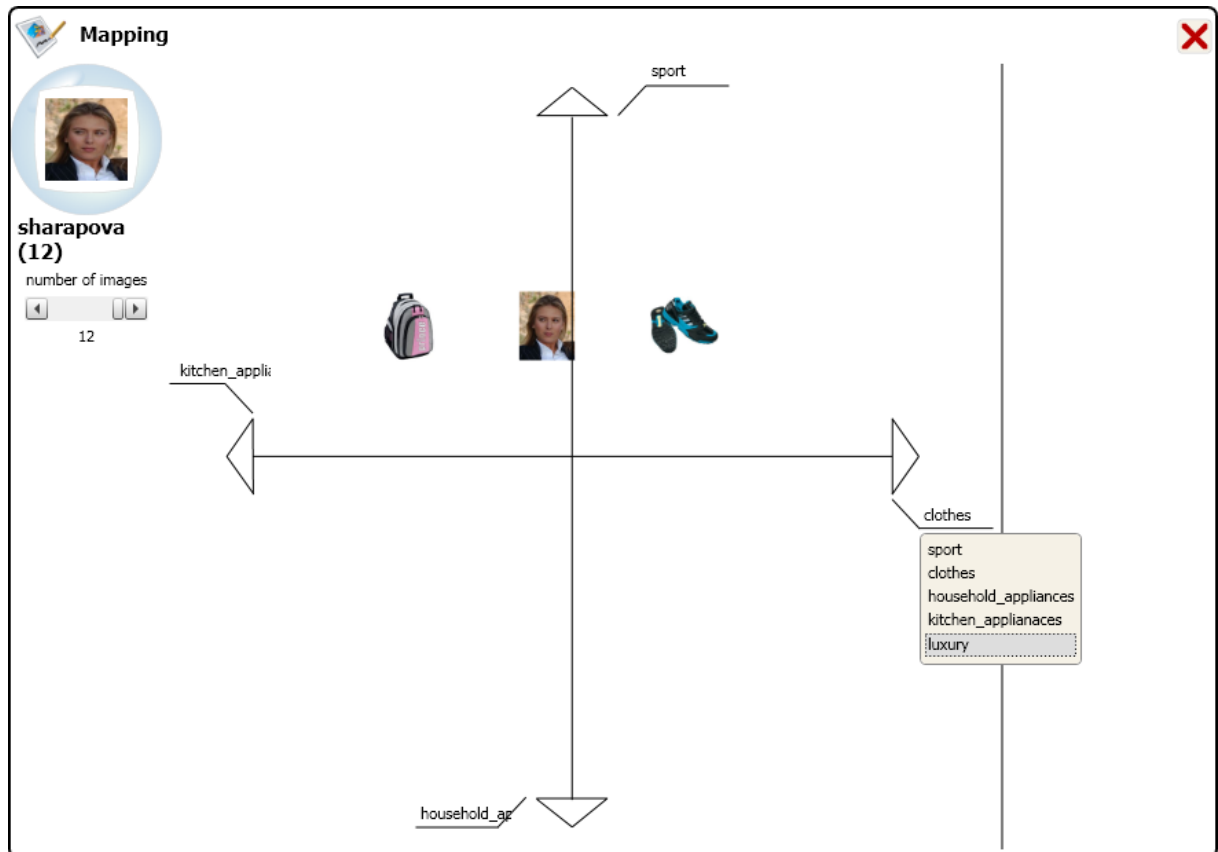 Mapping
sport
sharapova
(12)
number of images
12
kitchen_applia
clothes
sport
clothes
household_appliances
kitchen_applianaces
luxury
household_ap